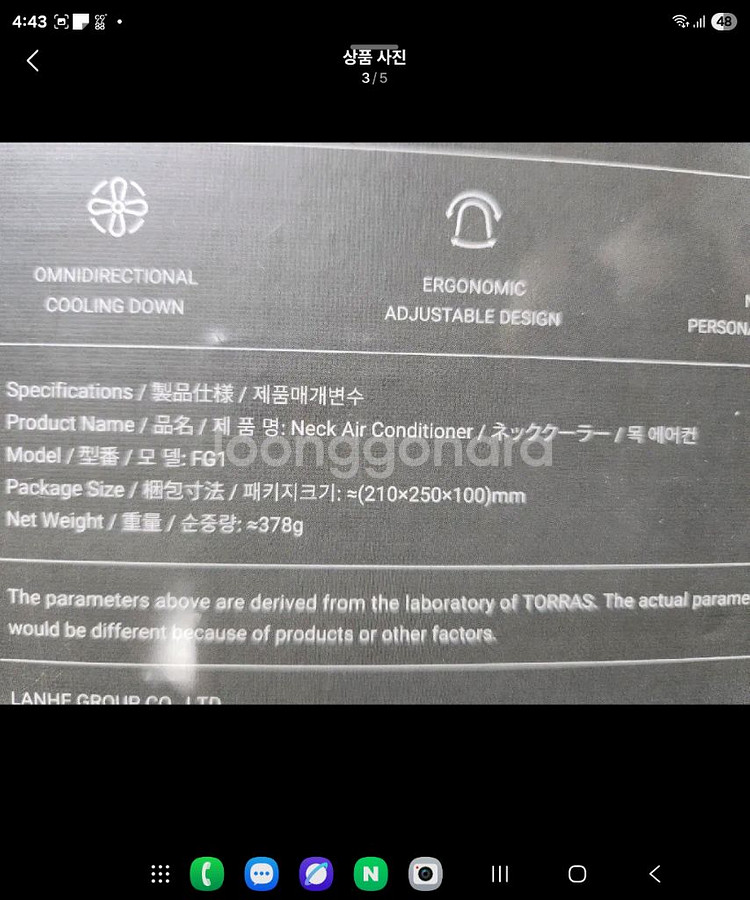 4:43
48
상품 사진
3/5
OMNIDIRECTIONAL
COOLING DOWN
ERGONOMIC
ADJUSTABLE DESIGN
PERSONA
Specifications / 製品仕様 / 제품매개변수
Product Name / 品名 / 제 품 명: Neck Air Conditioner / ネッククーラー / 목 에어컨
Model / 型番 / 모 델: FG1
joonggonara
Package Size / 梱包寸法 / 패키지크기: ≈(210×250×100)mm
Net Weight / 重量 / 순중량: ≈378g
The parameters above are derived from the laboratory of TORRAS. The actual parame
would be different because of products or other factors.
LANHE GROUP CO., LTD
N